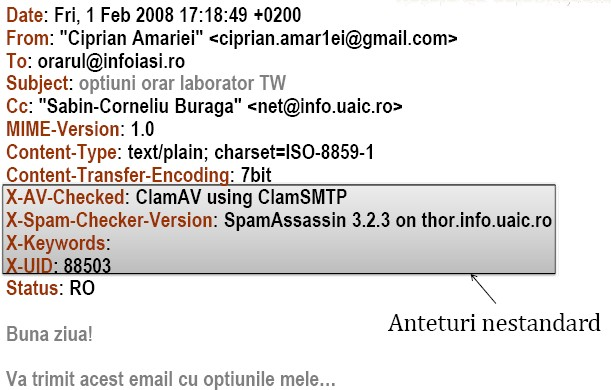 Date: Fri, 1 Feb 2008 17:18:49 +0200
From: "Ciprian Amariei" <ciprian.amar1ei@gmail.com>
To: orarul@infoiasi.ro
Subject: optiuni orar laborator TW
Cc: "Sabin-Corneliu Buraga" <net@info.uaic.ro>
MIME-Version: 1.0
Content-Type: text/plain; charset=ISO-8859-1
Content-Transfer-Encoding: 7bit
X-AV-Checked: ClamAV using ClamSMTP
X-Spam-Checker-Version: SpamAssassin 3.2.3 on thor.info.uaic.ro
X-Keywords:
X-UID: 88503
Status: RO
Anteturi nestandard
Buna ziua!
Va trimit acest email cu optiunile mele…